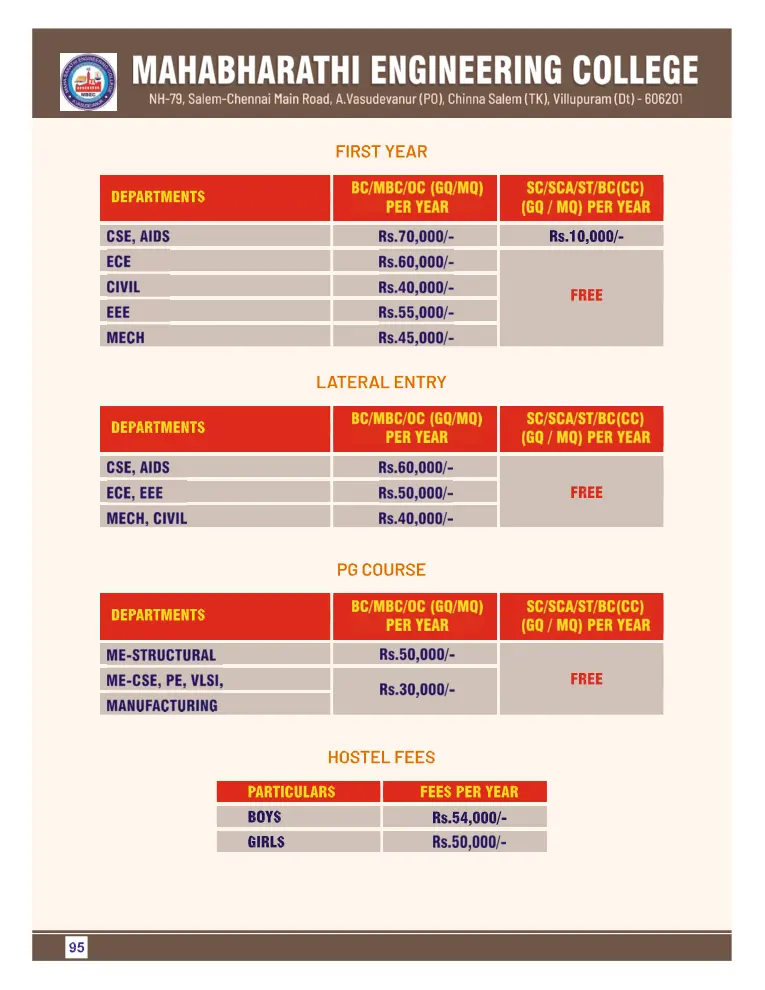 MAHABHARATHI ENGINEERING COLLEGE
NH-79, Salem-Chennai Main Road, A.Vasudevanur (PO), Chinna Salem (TK), Villupuram (Dt) - 606201
FIRST YEAR
DEPARTMENTS BC/MBC/OC (GQ/MQ) PER YEAR SC/SCA/ST/BC(CC) (GQ / MQ) PER YEAR
CSE, AIDS Rs.70,000/- Rs.10,000/-
ECE Rs.60,000/-
CIVIL Rs.40,000/-
FREE
EEE Rs.55,000/-
MECH Rs.45,000/-
LATERAL ENTRY
DEPARTMENTS BC/MBC/OC (GQ/MQ) PER YEAR SC/SCA/ST/BC(CC) (GQ / MQ) PER YEAR
CSE, AIDS Rs.60,000/-
ECE, EEE Rs.50,000/- FREE
MECH, CIVIL Rs.40,000/-
PG COURSE
DEPARTMENTS BC/MBC/OC (GQ/MQ) PER YEAR SC/SCA/ST/BC(CC) (GQ / MQ) PER YEAR
ME-STRUCTURAL Rs.50,000/-
ME-CSE, PE, VLSI, Rs.30,000/- FREE
MANUFACTURING
HOSTEL FEES
PARTICULARS FEES PER YEAR
BOYS Rs.54,000/-
GIRLS Rs.50,000/-
95